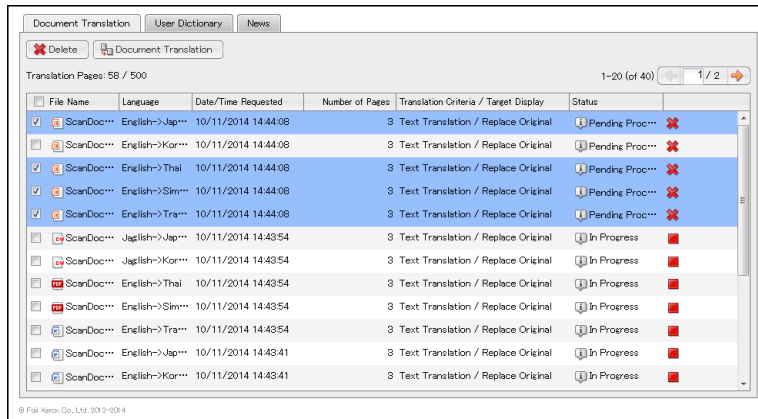 Document Translation User Dictionary News
Delete Document Translation
Translation Pages: 58 / 500 1-20 (of 40) 1 / 2
File Name Language Date/Time Requested Number of Pages Translation Criteria / Target Display Status
ScanDoc… English->Jap… 10/11/2014 14:44:08 3 Text Translation / Replace Original Pending Proc…
ScanDoc… English->Kor… 10/11/2014 14:44:08 3 Text Translation / Replace Original Pending Proc…
ScanDoc… English->Thai 10/11/2014 14:44:08 3 Text Translation / Replace Original Pending Proc…
ScanDoc… English->Sim… 10/11/2014 14:44:08 3 Text Translation / Replace Original Pending Proc…
ScanDoc… English->Tra… 10/11/2014 14:44:08 3 Text Translation / Replace Original Pending Proc…
ScanDoc… Jaglish->Jap… 10/11/2014 14:43:54 3 Text Translation / Replace Original In Progress
ScanDoc… Jaglish->Kor… 10/11/2014 14:43:54 3 Text Translation / Replace Original In Progress
PDF ScanDoc… English->Thai 10/11/2014 14:43:54 3 Text Translation / Replace Original In Progress
PDF ScanDoc… English->Sim… 10/11/2014 14:43:54 3 Text Translation / Replace Original In Progress
ScanDoc… English->Tra… 10/11/2014 14:43:54 3 Text Translation / Replace Original In Progress
ScanDoc… English->Jap… 10/11/2014 14:43:41 3 Text Translation / Replace Original In Progress
ScanDoc… English->Kor… 10/11/2014 14:43:41 3 Text Translation / Replace Original In Progress
© Fuji Xerox Co., Ltd. 2012-2014